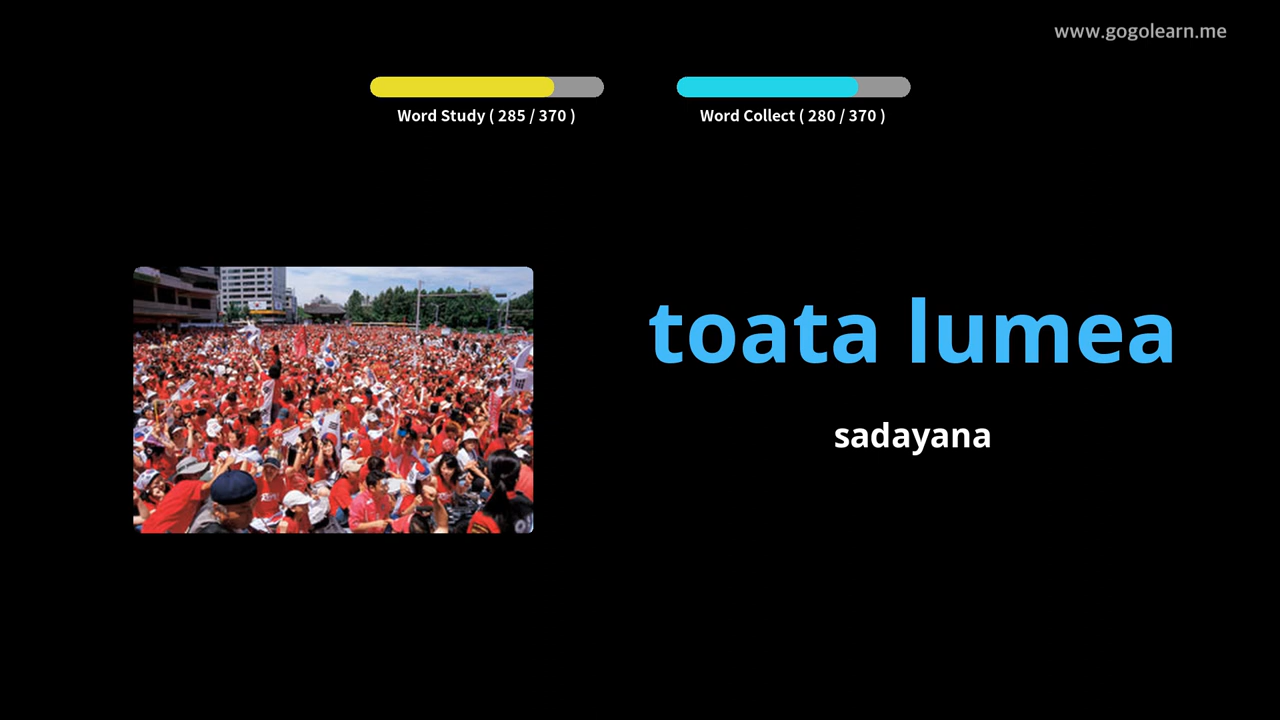 www.gogolearn.me
Word Study ( 285 / 370 )
Word Collect ( 280 / 370 )
toata lumea
sadayana